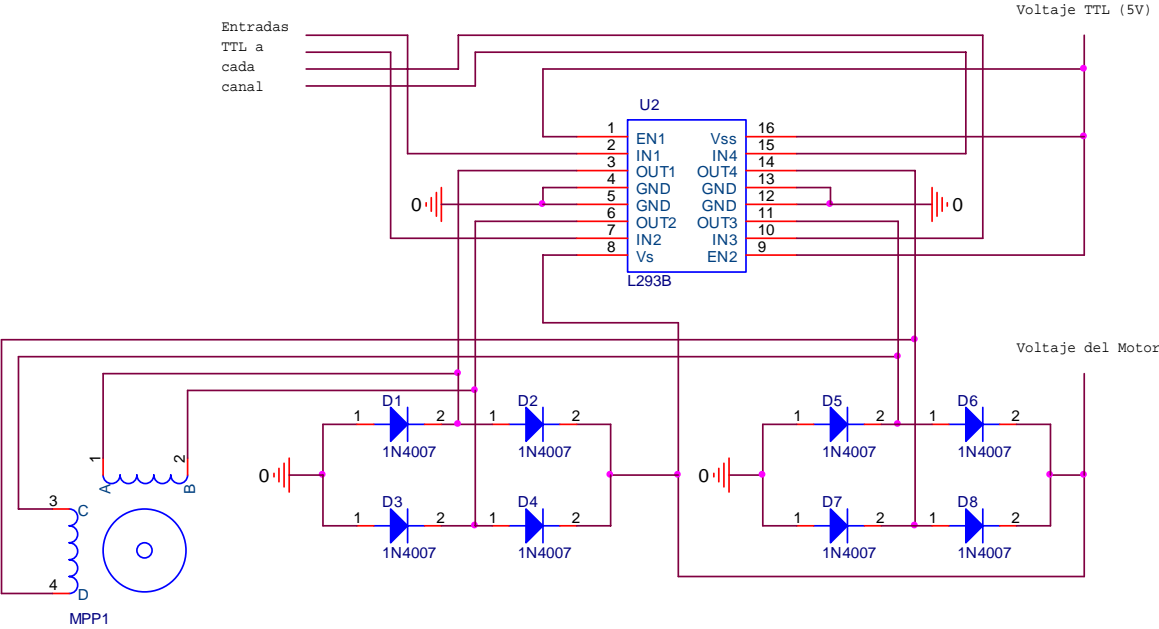 Voltaje TTL (5V)
Entradas
TTL a
cada
canal
U2
1 EN1 Vss 16
2 IN1 IN4 15
3 OUT1 OUT4 14
4 GND GND 13
5 GND GND 12
6 OUT2 OUT3 11
7 IN2 IN3 10
8 Vs EN2 9
0
0
L293B
Voltaje del Motor
D1 D2 D5 D6
1 2 1 2 1 2 1 2
1N4007 1N4007 1N4007 1N4007
1 2
A B
0 0
3 C
D3 D4 D7 D8
1 2 1 2 1 2 1 2
1N4007 1N4007 1N4007 1N4007
4 D
MPP1